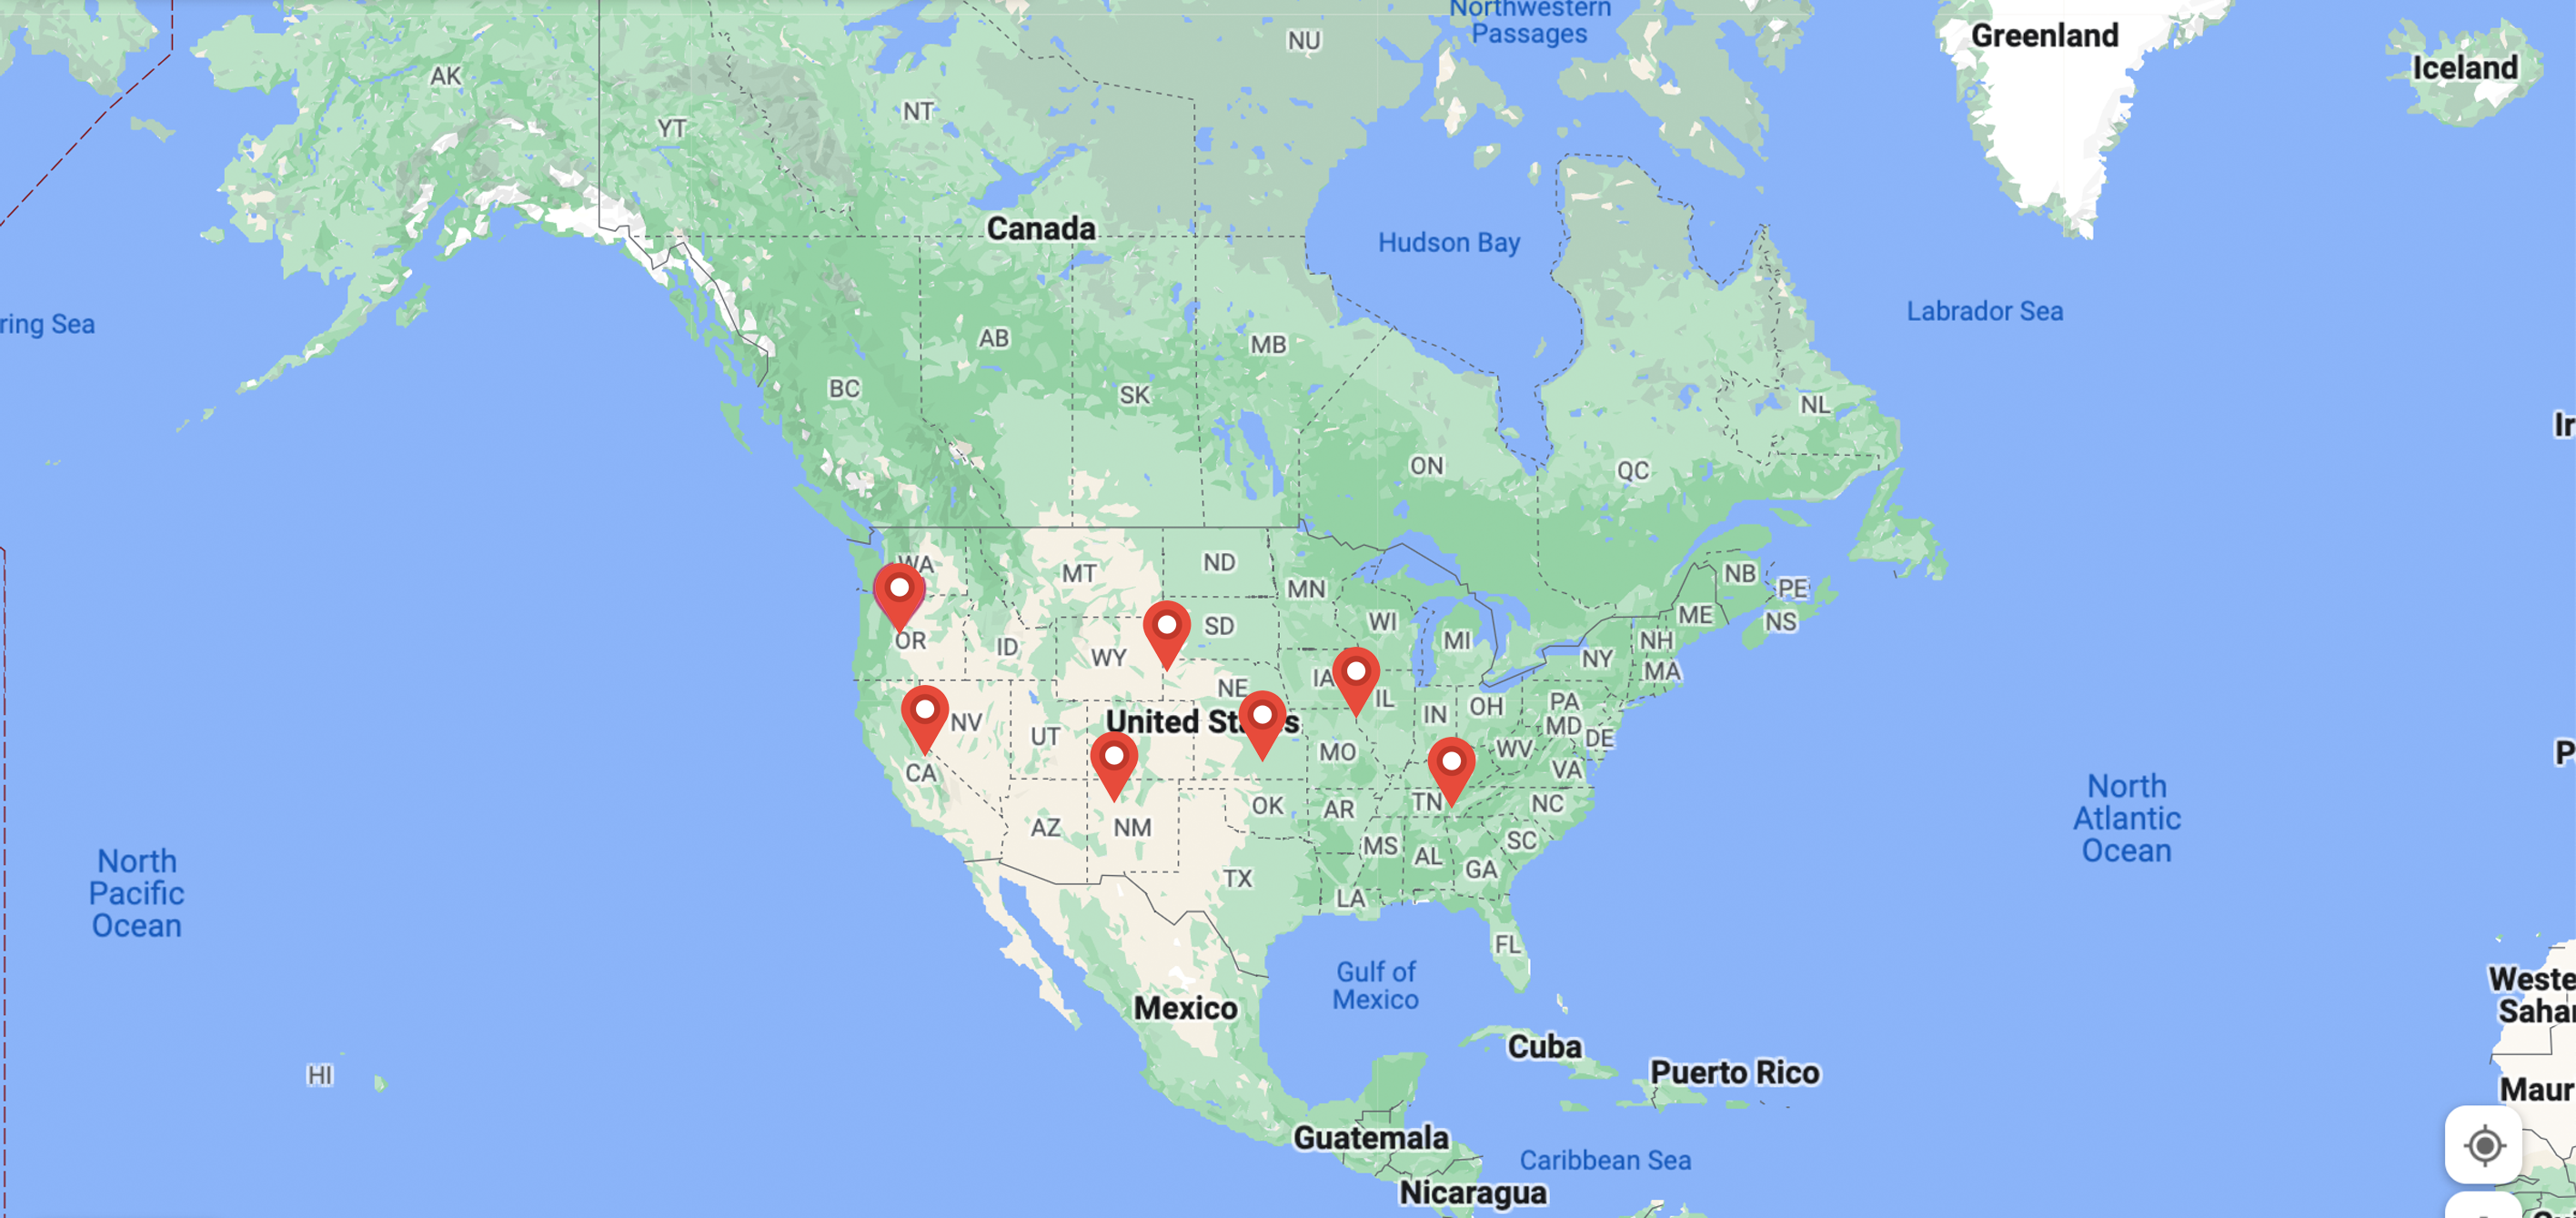 Northwestern
Passages
NU
Greenland
Iceland
AK
NT
YT
Canada
Hudson Bay
Labrador Sea
ring Sea
AB
MB
BC
SK
NL
Ir
ON
QC
WA
ND
MT
NB
MN
PE
ME
NS
SD
WI
OR
ID
MI
NH
WY
NY
MA
IA
NE
IL
PA
OH
IN
NV
United St
s
MD
UT
DE
WV
MO
P
VA
CA
North
Atlantic
Ocean
TN
NC
OK
AR
AZ
NM
SC
MS
AL
GA
North
Pacific
Ocean
TX
LA
FL
Gulf of
Mexico
Weste
Sahar
Mexico
Cuba
HI
Puerto Rico
Maur
Guatemala
Caribbean Sea
Nicaragua